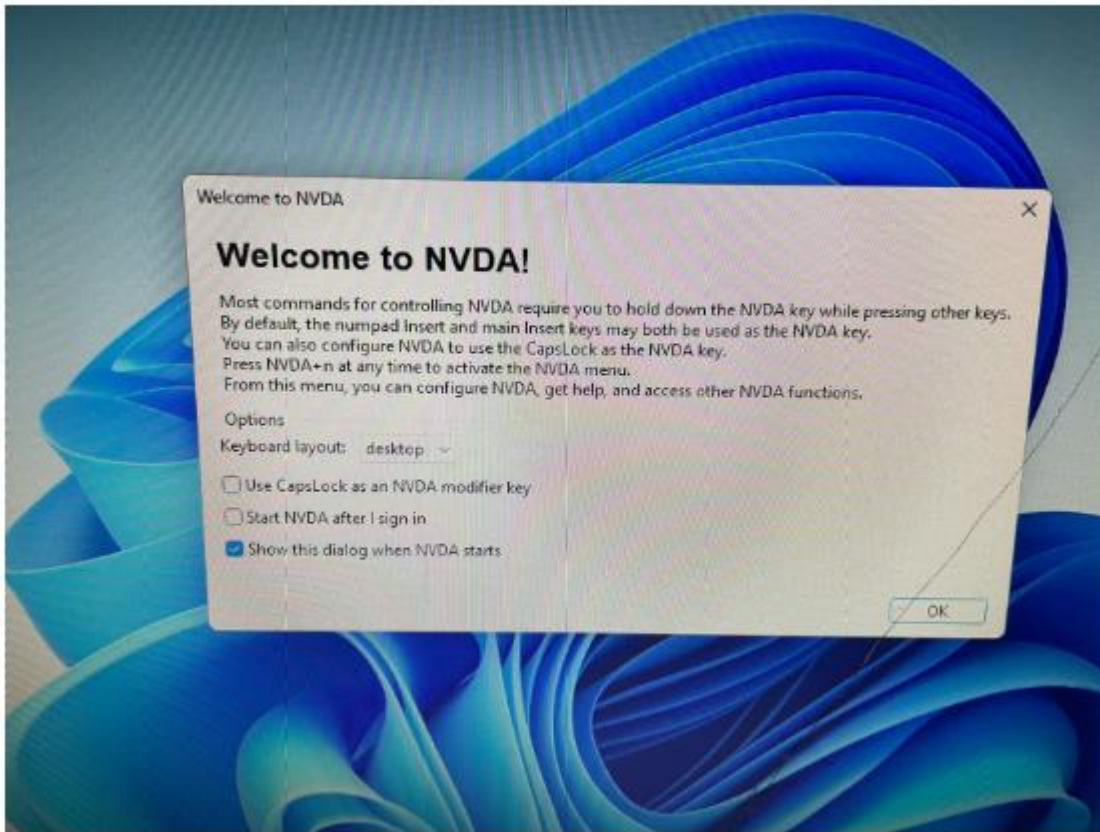 Welcome to NVDA
Welcome to NVDA!
Most commands for controlling NVDA require you to hold down the NVDA key while pressing other keys.
By default, the numpad Insert and main Insert keys may both be used as the NVDA key.
You can also configure NVDA to use the CapsLock as the NVDA key.
Press NVDA+n at any time to activate the NVDA menu.
From this menu, you can configure NVDA, get help, and access other NVDA functions.
Options
Keyboard layout: desktop
Use CapsLock as an NVDA modifier key
Start NVDA after I sign in
Show this dialog when NVDA starts
OK